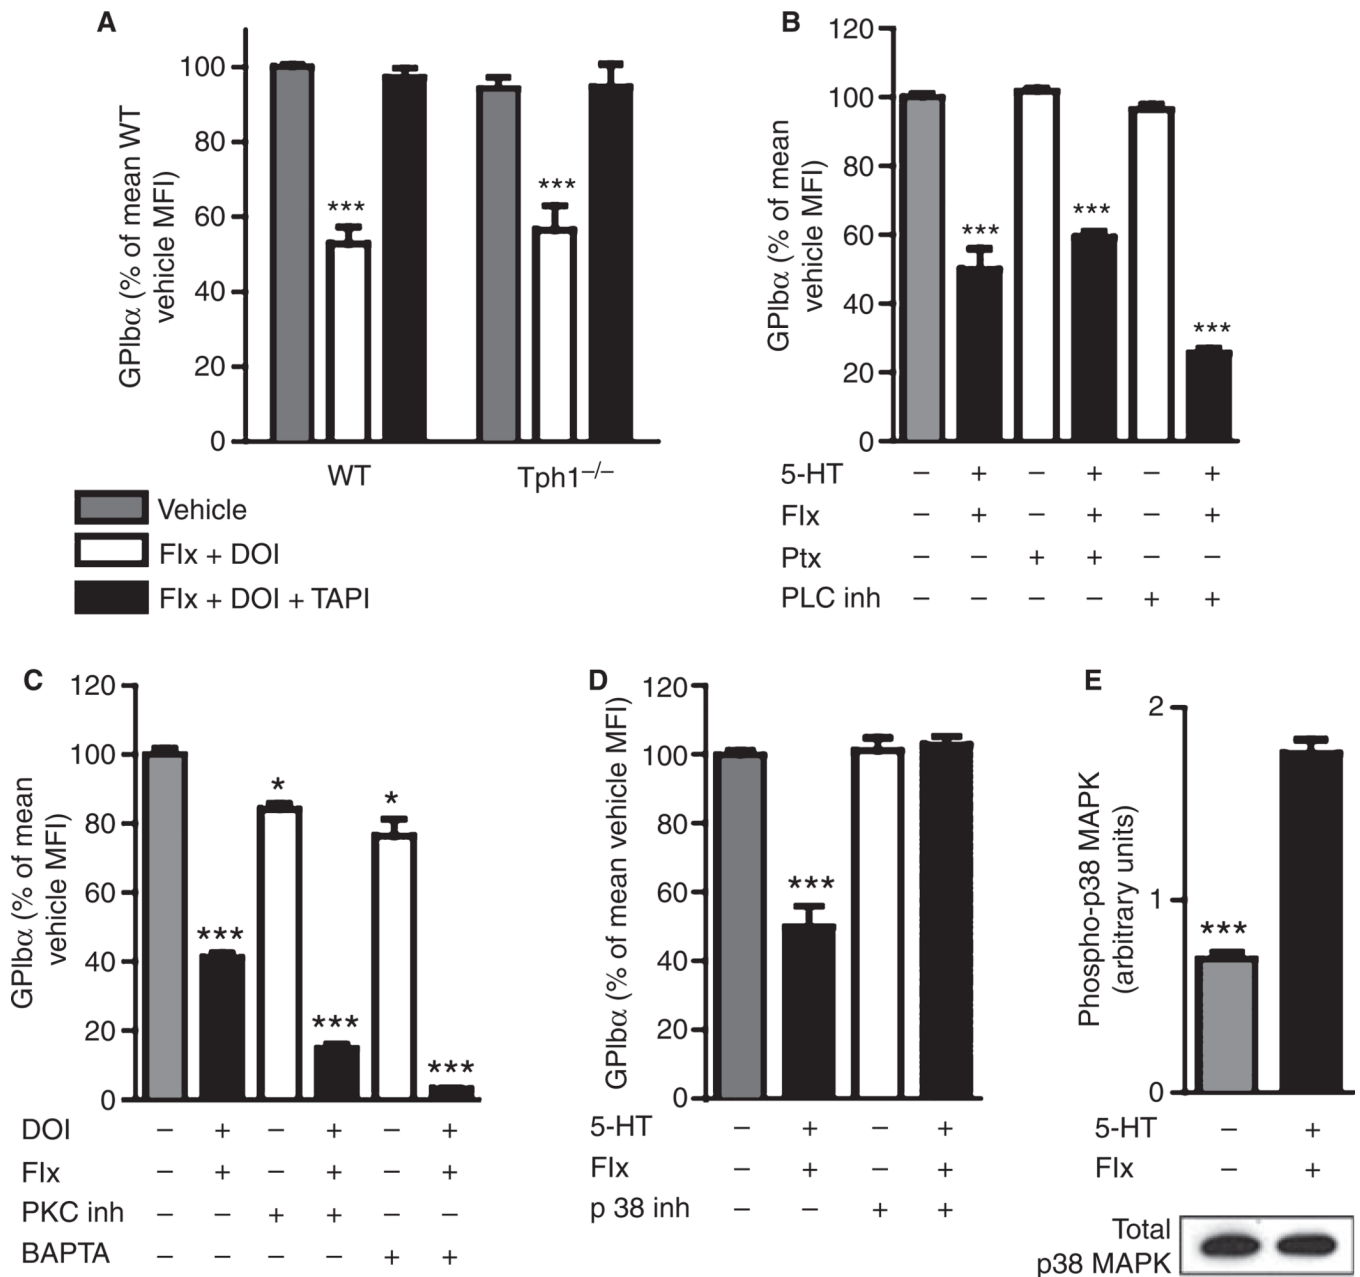 A
GPIbα (% of mean WT
vehicle MFI)
100
80
60
40
20
0
***
***
WT
Tph1–/–
Vehicle
Flx + DOI
Flx + DOI + TAPI
B
GPIbα (% of mean
vehicle MFI)
120
100
80
60
40
20
0
***
***
***
5-HT – + – + – +
Flx – + – + – +
Ptx – – + + – –
PLC inh – – – – + +
C
GPIbα (% of mean
vehicle MFI)
120
100
80
60
40
20
0
***
*
***
*
***
DOI – + – + – +
Flx – + – + – +
PKC inh – – + + – –
BAPTA – – – – + +
D
GPIbα (% of mean vehicle MFI)
120
100
80
60
40
20
0
***
5-HT – + – +
Flx – + – +
p 38 inh – – + +
E
Phospho-p38 MAPK
(arbitrary units)
2
1
0
***
5-HT – +
Flx – +
Total
p38 MAPK